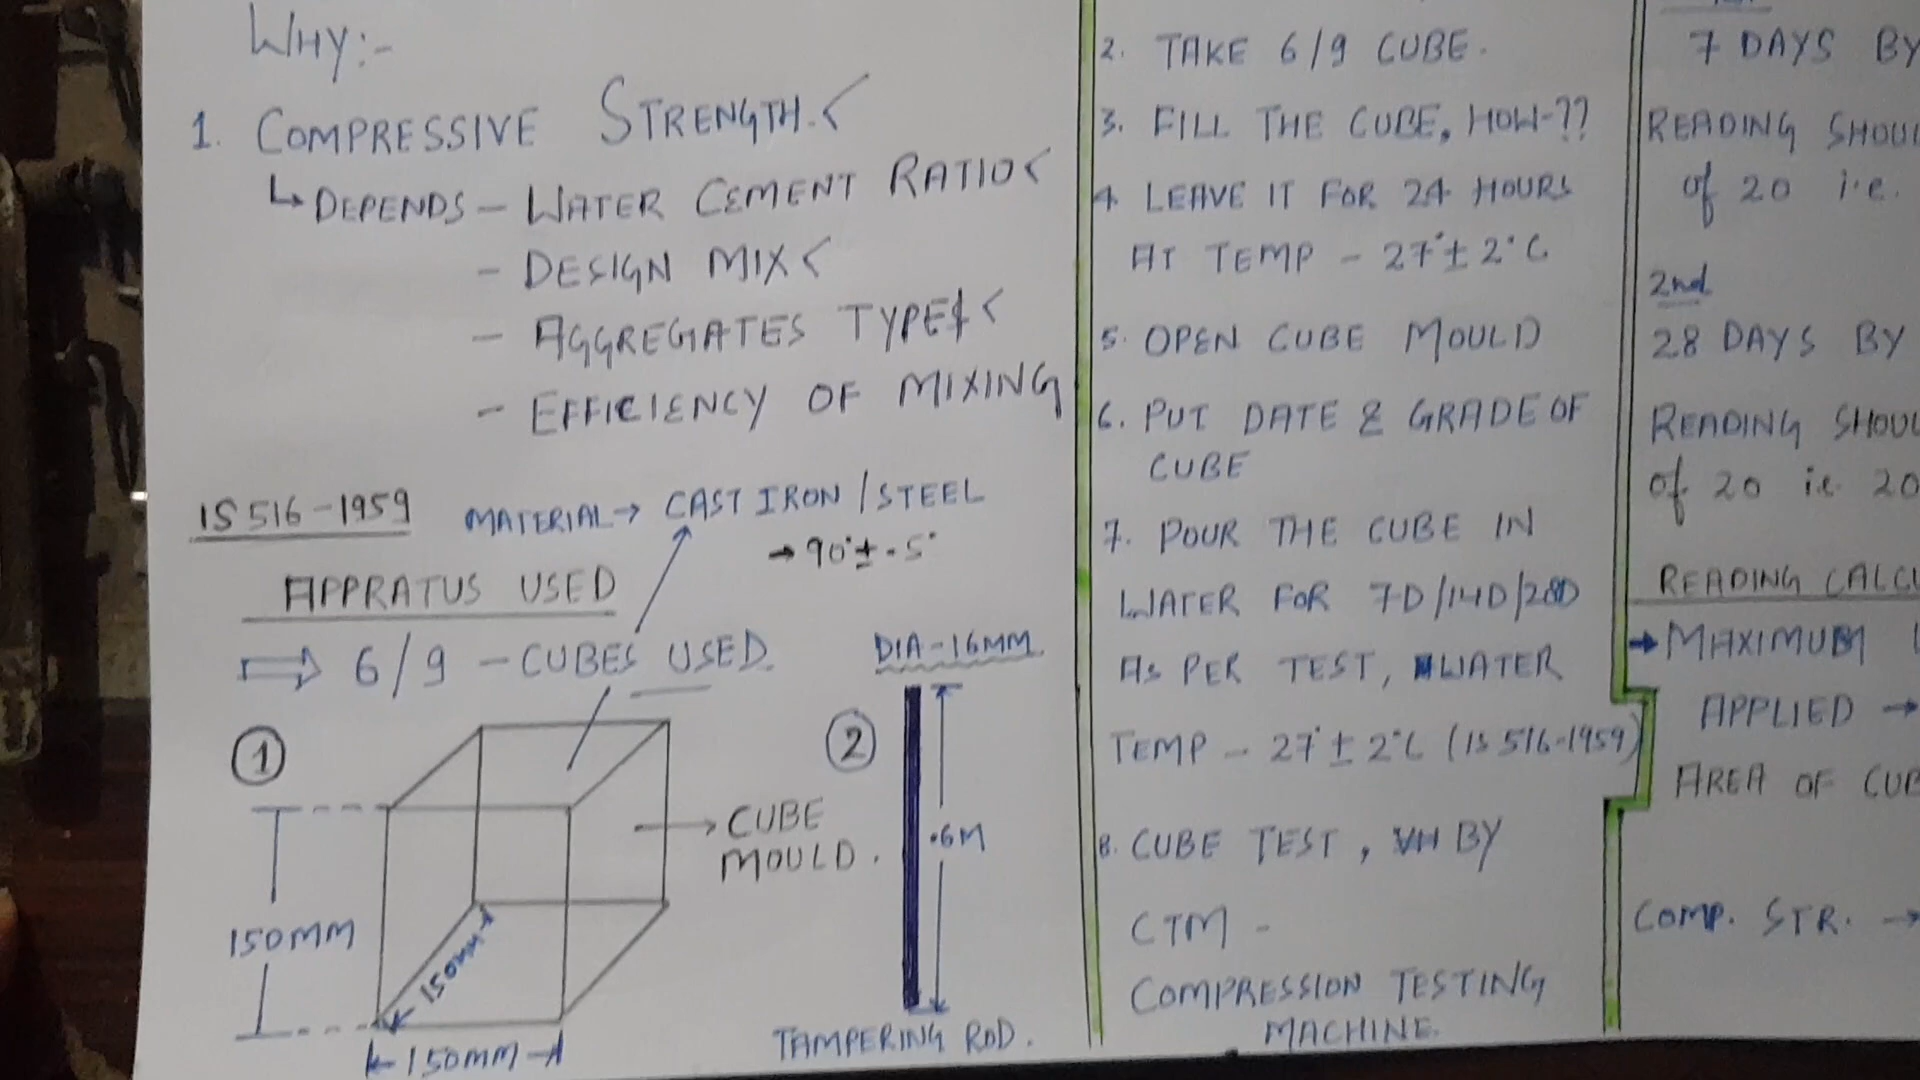 WHY:-
1. COMPRESSIVE STRENGTH.<
↳ DEPENDS - WATER CEMENT RATIO<
- DESIGN MIX<
- AGGREGATES TYPES<
- EFFICIENCY OF MIXING
IS 516-1959
MATERIAL → CAST IRON / STEEL
→ 90°± .5°
APPRATUS USED
⇒ 6/9 - CUBES USED.
1
150MM
150MM
150MM
CUBE
MOULD.
2
DIA-16MM
.6M
TAMPERING ROD.
2. TAKE 6/9 CUBE.
3. FILL THE CUBE, HOW-??
4. LEAVE IT FOR 24 HOURS
AT TEMP - 27°± 2°C
5. OPEN CUBE MOULD
6. PUT DATE & GRADE OF
CUBE
7. POUR THE CUBE IN
WATER FOR 7D/14D/28D
AS PER TEST, WATER
TEMP - 27°± 2°C (IS 516-1959)
8. CUBE TEST, BY
CTM -
COMPRESSION TESTING
MACHINE.
7 DAYS BY
READING SHOU
of 20 i.e.
2nd
28 DAYS BY
READING SHOU
of 20 i.e. 20
READING CALCU
→ MAXIMUM
APPLIED →
AREA OF CUB
COMP. STR. →